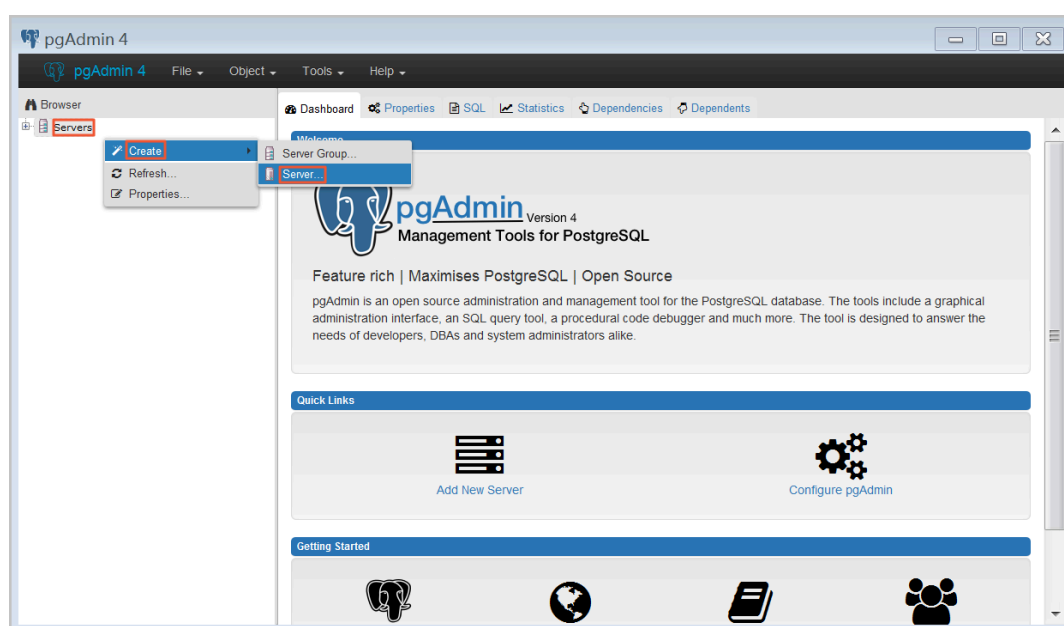 pgAdmin 4
pgAdmin 4 File Object Tools Help
Browser
Dashboard Properties SQL Statistics Dependencies Dependents
Servers
Welcome
Create
Refresh...
Properties...
Server Group...
Server...
pgAdmin Version 4
Management Tools for PostgreSQL
Feature rich | Maximises PostgreSQL | Open Source
pgAdmin is an open source administration and management tool for the PostgreSQL database. The tools include a graphical
administration interface, an SQL query tool, a procedural code debugger and much more. The tool is designed to answer the
needs of developers, DBAs and system administrators alike.
Quick Links
Add New Server
Configure pgAdmin
Getting Started